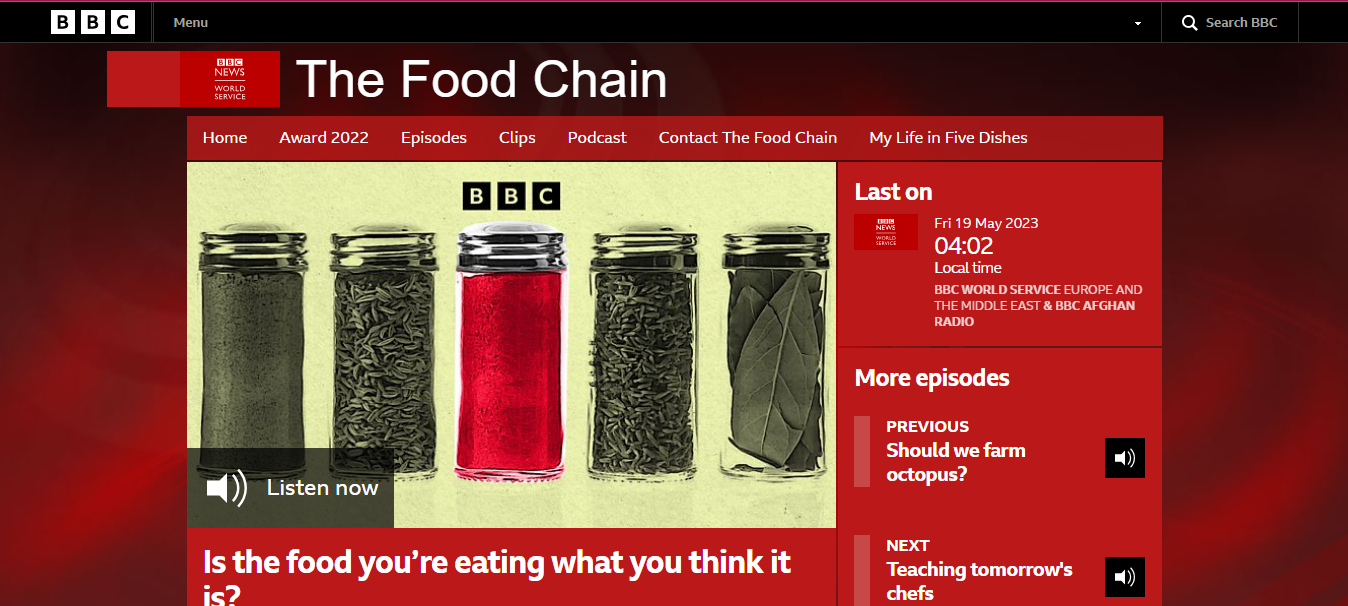 BBC
Menu
Search BBC
BBC
NEWS
WORLD
SERVICE
The Food Chain
Home
Award 2022
Episodes
Clips
Podcast
Contact The Food Chain
My Life in Five Dishes
BBC
Listen now
Is the food you’re eating what you think it
is?
Last on
BBC
NEWS
WORLD
SERVICE
Fri 19 May 2023
04:02
Local time
BBC WORLD SERVICE EUROPE AND
THE MIDDLE EAST & BBC AFGHAN
RADIO
More episodes
PREVIOUS
Should we farm
octopus?
NEXT
Teaching tomorrow's
chefs